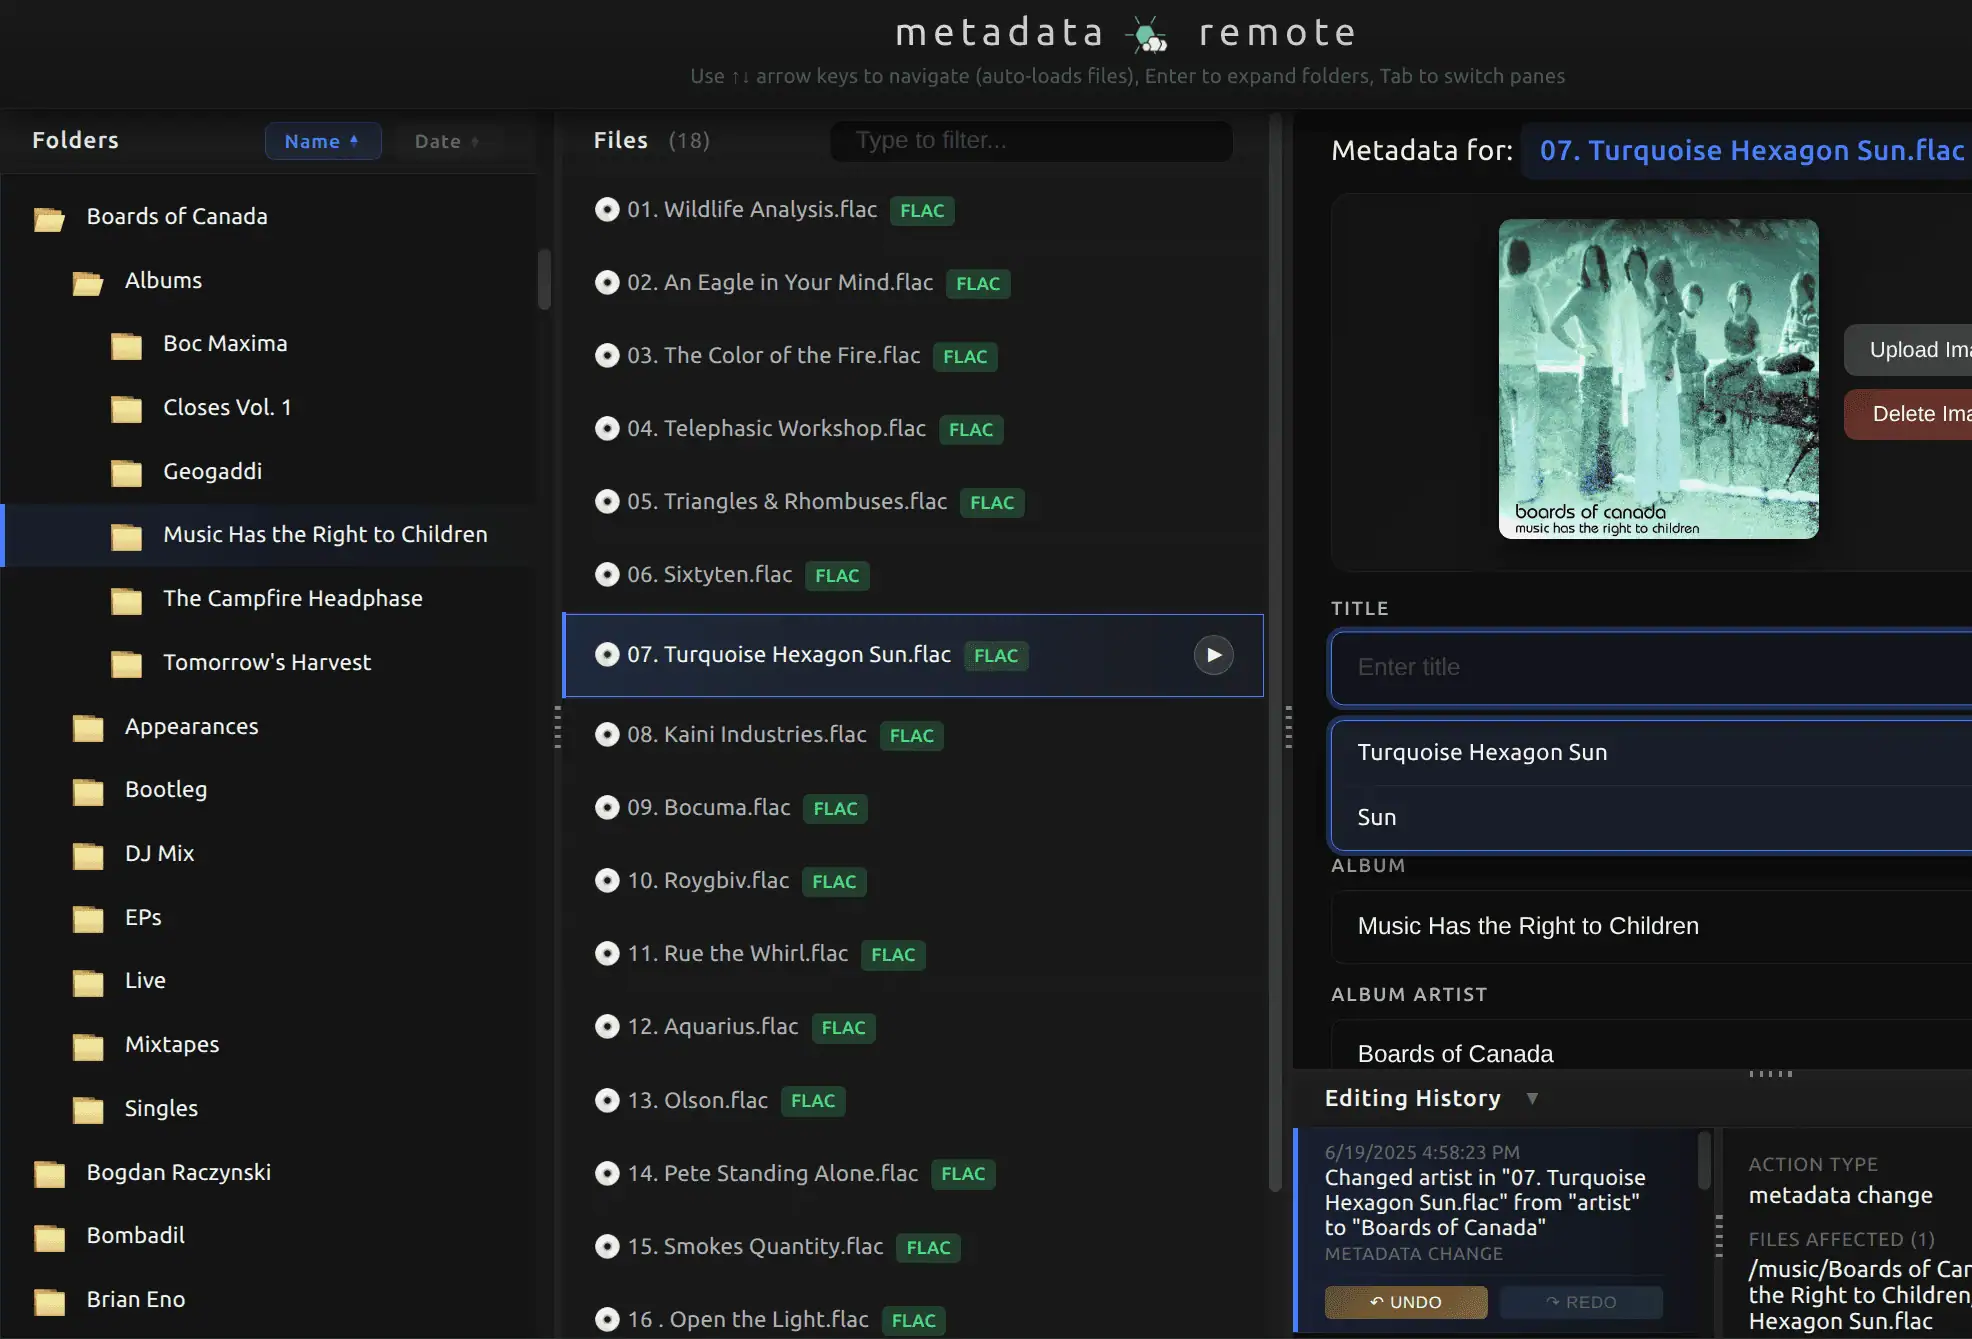 metadata remote
Use ↑↓ arrow keys to navigate (auto-loads files), Enter to expand folders, Tab to switch panes
Folders
Name
Date
Boards of Canada
Albums
Boc Maxima
Closes Vol. 1
Geogaddi
Music Has the Right to Children
The Campfire Headphase
Tomorrow's Harvest
Appearances
Bootleg
DJ Mix
EPs
Live
Mixtapes
Singles
Bogdan Raczynski
Bombadil
Brian Eno
Files (18)
Type to filter...
01. Wildlife Analysis.flac FLAC
02. An Eagle in Your Mind.flac FLAC
03. The Color of the Fire.flac FLAC
04. Telephasic Workshop.flac FLAC
05. Triangles & Rhombuses.flac FLAC
06. Sixtyten.flac FLAC
07. Turquoise Hexagon Sun.flac FLAC
08. Kaini Industries.flac FLAC
09. Bocuma.flac FLAC
10. Roygbiv.flac FLAC
11. Rue the Whirl.flac FLAC
12. Aquarius.flac FLAC
13. Olson.flac FLAC
14. Pete Standing Alone.flac FLAC
15. Smokes Quantity.flac FLAC
16 . Open the Light.flac FLAC
Metadata for: 07. Turquoise Hexagon Sun.flac
boards of canada
music has the right to children
Upload Ima
Delete Ima
TITLE
Enter title
Turquoise Hexagon Sun
Sun
ALBUM
Music Has the Right to Children
ALBUM ARTIST
Boards of Canada
Editing History
6/19/2025 4:58:23 PM
Changed artist in "07. Turquoise
Hexagon Sun.flac" from "artist"
to "Boards of Canada"
METADATA CHANGE
↶ UNDO
↷ REDO
ACTION TYPE
metadata change
FILES AFFECTED (1)
/music/Boards of Can
the Right to Children,
Hexagon Sun.flac